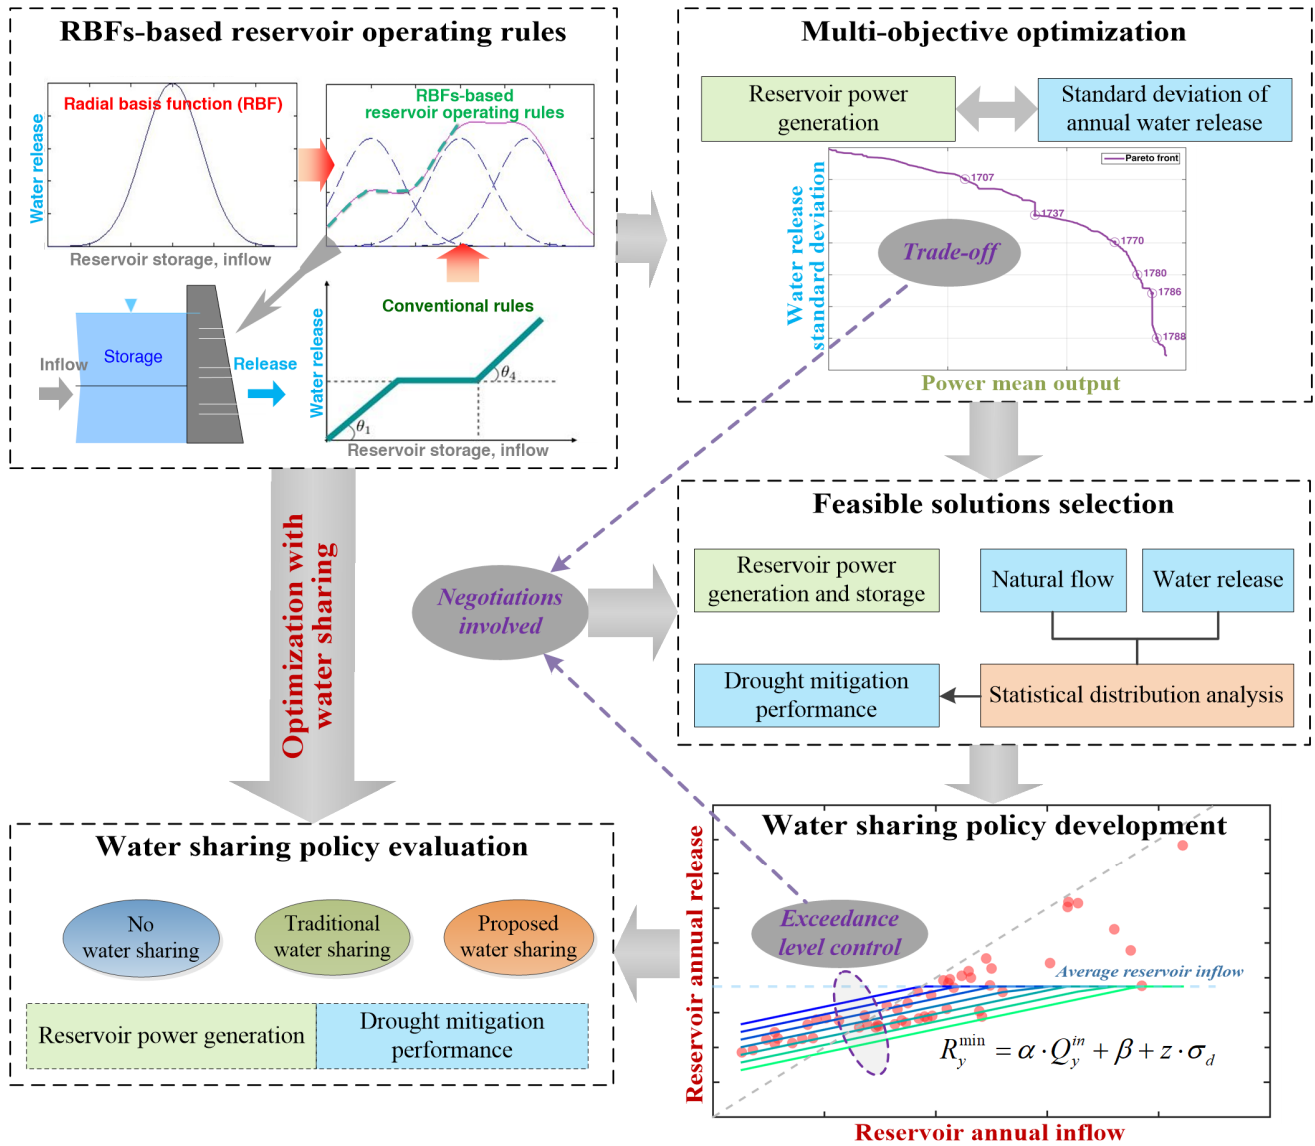 RBFs-based reservoir operating rules
Radial basis function (RBF)
Water release
Reservoir storage, inflow
RBFs-based
reservoir operating rules
Inflow
Storage
Release
Conventional rules
Water release
θ1
θ4
Reservoir storage, inflow
Multi-objective optimization
Reservoir power
generation
Standard deviation of
annual water release
Pareto front
1707
1737
1770
1780
1786
1788
Trade-off
Water release
standard deviation
Power mean output
Optimization with
water sharing
Negotiations
involved
Feasible solutions selection
Reservoir power
generation and storage
Natural flow
Water release
Drought mitigation
performance
Statistical distribution analysis
Water sharing policy evaluation
No
water sharing
Traditional
water sharing
Proposed
water sharing
Reservoir power generation
Drought mitigation
performance
Water sharing policy development
Exceedance
level control
Average reservoir inflow
R_y^min = α · Q_y^in + β + z · σ_d
Reservoir annual release
Reservoir annual inflow